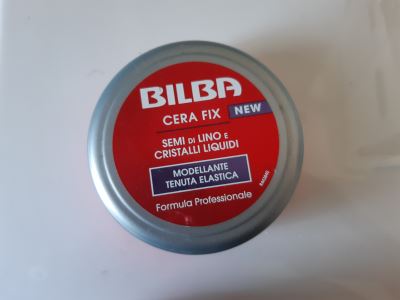 BILBA
CERA FIX NEW
SEMI DI LINO E
CRISTALLI LIQUIDI
MODELLANTE
TENUTA ELASTICA
Formula Professionale